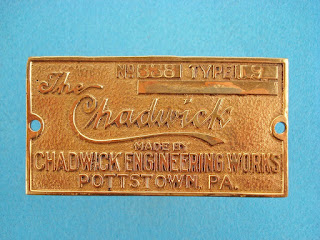 No TYPE
The
Chadwick
MADE BY
CHADWICK ENGINEERING WORKS
POTTSTOWN, PA.